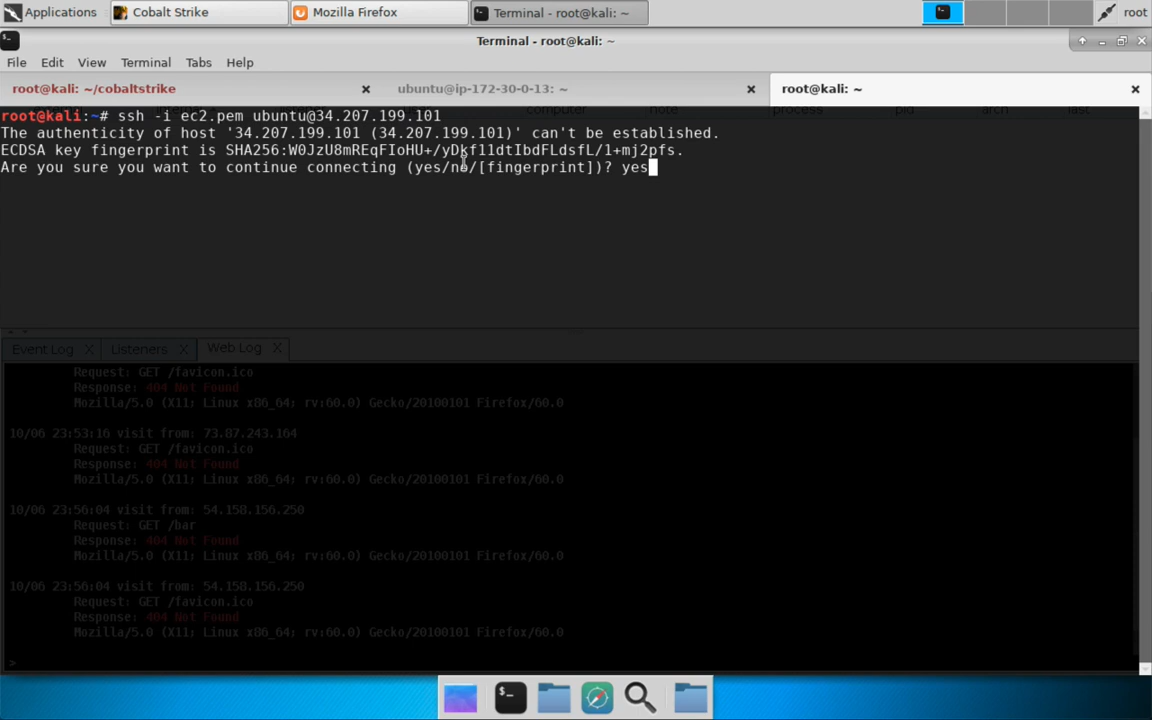 Applications
Cobalt Strike
Mozilla Firefox
Terminal - root@kali: ~
root
Terminal - root@kali: ~
File Edit View Terminal Tabs Help
root@kali: ~/cobaltstrike
ubuntu@ip-172-30-0-13: ~
root@kali: ~
computer note process pid arch last
root@kali:~# ssh -i ec2.pem ubuntu@34.207.199.101
The authenticity of host '34.207.199.101 (34.207.199.101)' can't be established.
ECDSA key fingerprint is SHA256:W0JzU8mREqFIoHU+/yDkf11dtIbdFLdsfL/1+mj2pfs.
Are you sure you want to continue connecting (yes/no/[fingerprint])? yes
Event Log X Listeners X Web Log X
Request: GET /favicon.ico
Response: 404 Not Found
Mozilla/5.0 (X11; Linux x86_64; rv:60.0) Gecko/20100101 Firefox/60.0
10/06 23:53:16 visit from: 73.87.243.164
Request: GET /favicon.ico
Response: 404 Not Found
Mozilla/5.0 (X11; Linux x86_64; rv:60.0) Gecko/20100101 Firefox/60.0
10/06 23:56:04 visit from: 54.158.156.250
Request: GET /bar
Response: 404 Not Found
Mozilla/5.0 (X11; Linux x86_64; rv:60.0) Gecko/20100101 Firefox/60.0
10/06 23:56:04 visit from: 54.158.156.250
Request: GET /favicon.ico
Response: 404 Not Found
Mozilla/5.0 (X11; Linux x86_64; rv:60.0) Gecko/20100101 Firefox/60.0
>